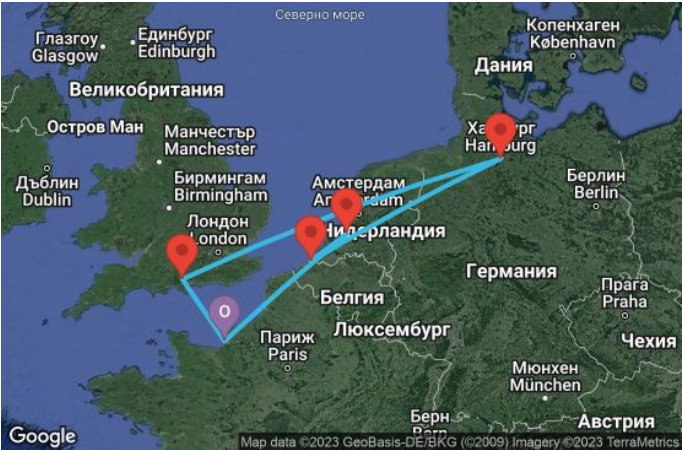 Северно море
Глазгоу
Glasgow
Единбург
Edinburgh
Копенхаген
København
Дания
Великобритания
Остров Ман
Манчестър
Manchester
Дъблин
Dublin
Бирмингам
Birmingham
Лондон
London
Амстердам
Нидерландия
Берлин
Berlin
Германия
Белгия
Люксембург
Прага
Praha
Чехия
O
Париж
Paris
Мюнхен
München
Берн
Bern
Австрия
Google
Map data ©2023 GeoBasis-DE/BKG (©2009) Imagery ©2023 TerraMetrics